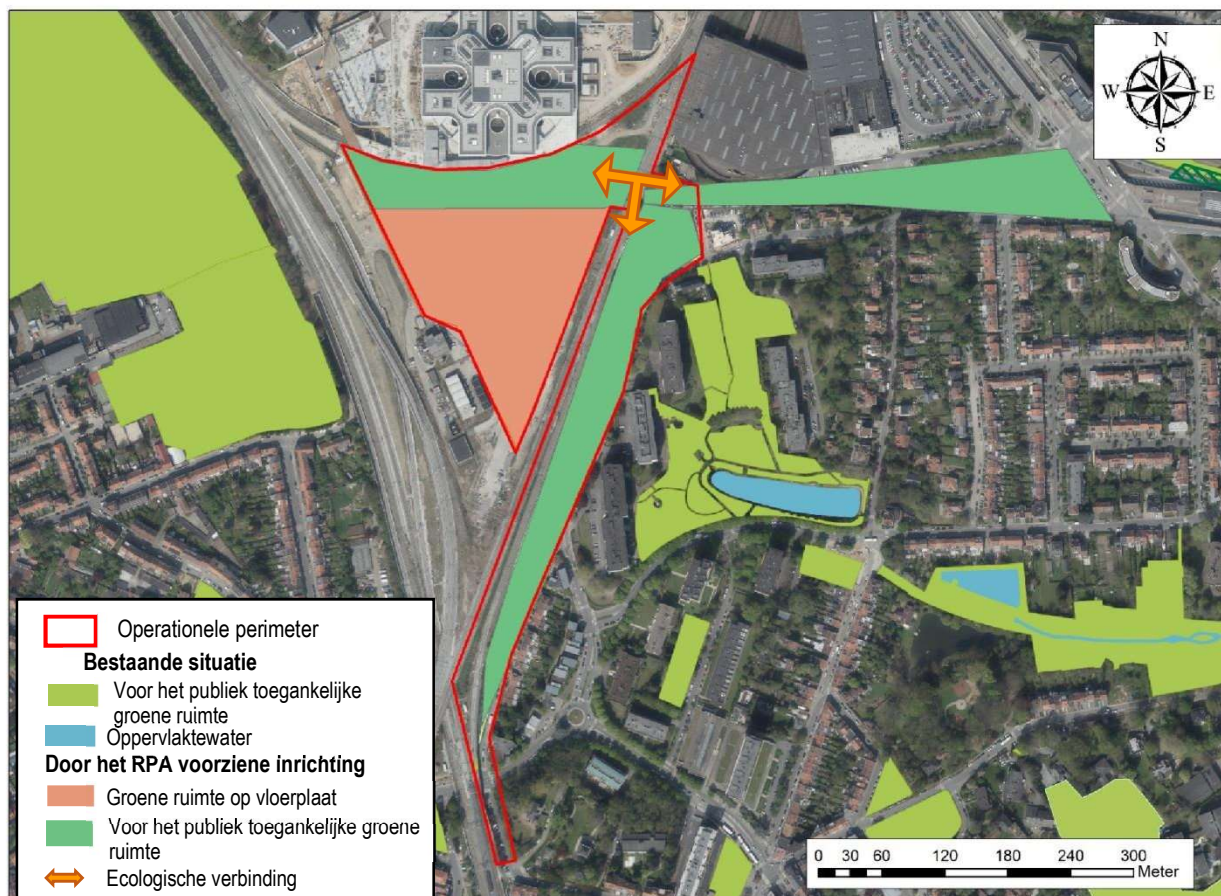 N
W E
S
Operationele perimeter
Bestaande situatie
Voor het publiek toegankelijke
groene ruimte
Oppervlaktewater
Door het RPA voorziene inrichting
Groene ruimte op vloerplaat
Voor het publiek toegankelijke groene
ruimte
Ecologische verbinding
0 30 60 120 180 240 300
Meter